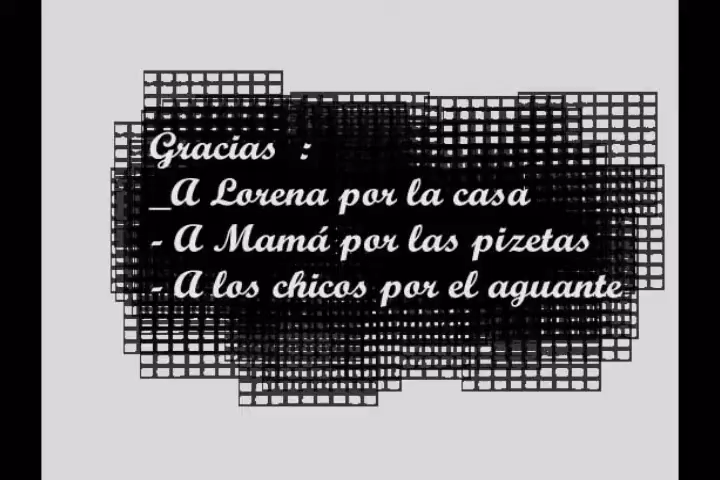 Gracias :
_A Lorena por la casa
- A Mamá por las pizetas
- A los chicos por el aguante